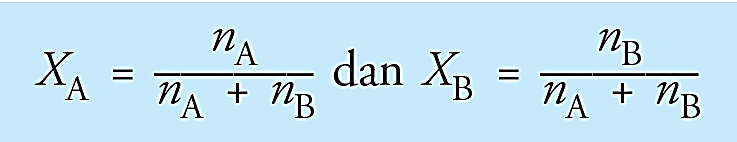 X_A = n_A / (n_A + n_B) dan X_B = n_B / (n_A + n_B)